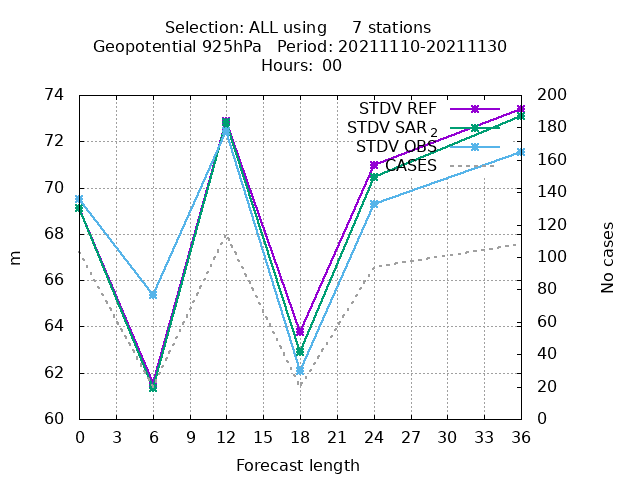 Selection: ALL using 7 stations
Geopotential 925hPa Period: 20211110-20211130
Hours: 00
STDV REF
STDV SAR 2
STDV OBS
CASES
74
72
70
68
66
64
62
60
m
200
180
160
140
120
100
80
60
40
20
0
No cases
0 3 6 9 12 15 18 21 24 27 30 33 36
Forecast length